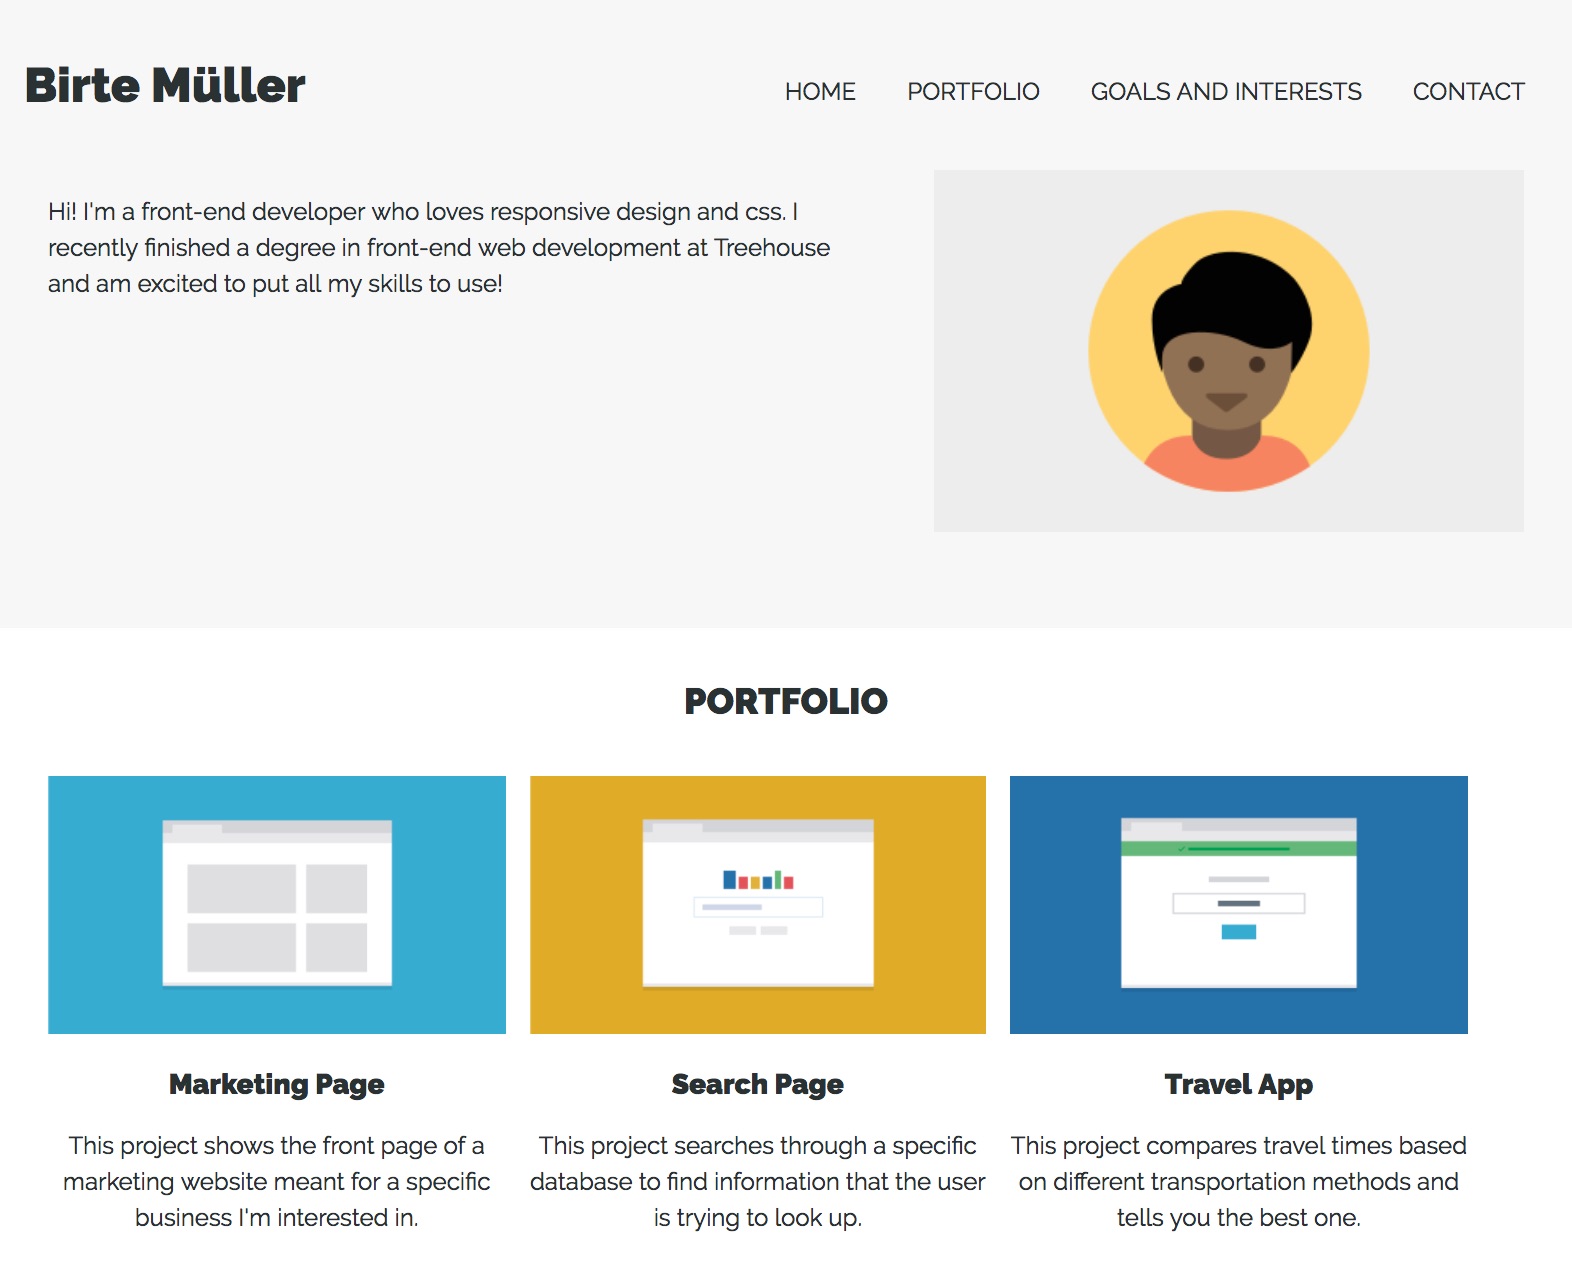 Birte Müller
HOME PORTFOLIO GOALS AND INTERESTS CONTACT
Hi! I'm a front-end developer who loves responsive design and css. I
recently finished a degree in front-end web development at Treehouse
and am excited to put all my skills to use!
PORTFOLIO
Marketing Page
This project shows the front page of a
marketing website meant for a specific
business I'm interested in.
Search Page
This project searches through a specific
database to find information that the user
is trying to look up.
Travel App
This project compares travel times based
on different transportation methods and
tells you the best one.